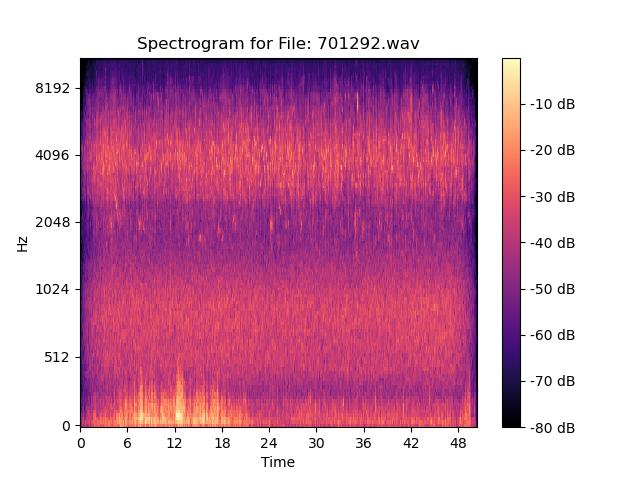 Spectrogram for File: 701292.wav
8192
4096
2048
1024
512
0
Hz
0 6 12 18 24 30 36 42 48
Time
-10 dB
-20 dB
-30 dB
-40 dB
-50 dB
-60 dB
-70 dB
-80 dB